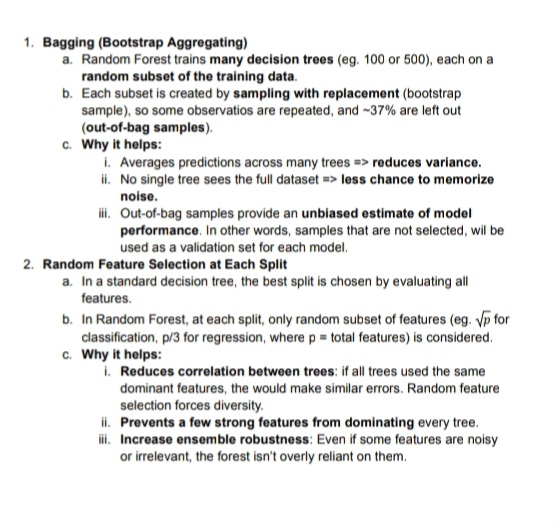 1. Bagging (Bootstrap Aggregating)
a. Random Forest trains many decision trees (eg. 100 or 500), each on a
random subset of the training data.
b. Each subset is created by sampling with replacement (bootstrap
sample), so some observatios are repeated, and ~37% are left out
(out-of-bag samples).
c. Why it helps:
i. Averages predictions across many trees => reduces variance.
ii. No single tree sees the full dataset => less chance to memorize
noise.
iii. Out-of-bag samples provide an unbiased estimate of model
performance. In other words, samples that are not selected, wil be
used as a validation set for each model.
2. Random Feature Selection at Each Split
a. In a standard decision tree, the best split is chosen by evaluating all
features.
b. In Random Forest, at each split, only random subset of features (eg. √p for
classification, p/3 for regression, where p = total features) is considered.
c. Why it helps:
i. Reduces correlation between trees: if all trees used the same
dominant features, the would make similar errors. Random feature
selection forces diversity.
ii. Prevents a few strong features from dominating every tree.
iii. Increase ensemble robustness: Even if some features are noisy
or irrelevant, the forest isn't overly reliant on them.